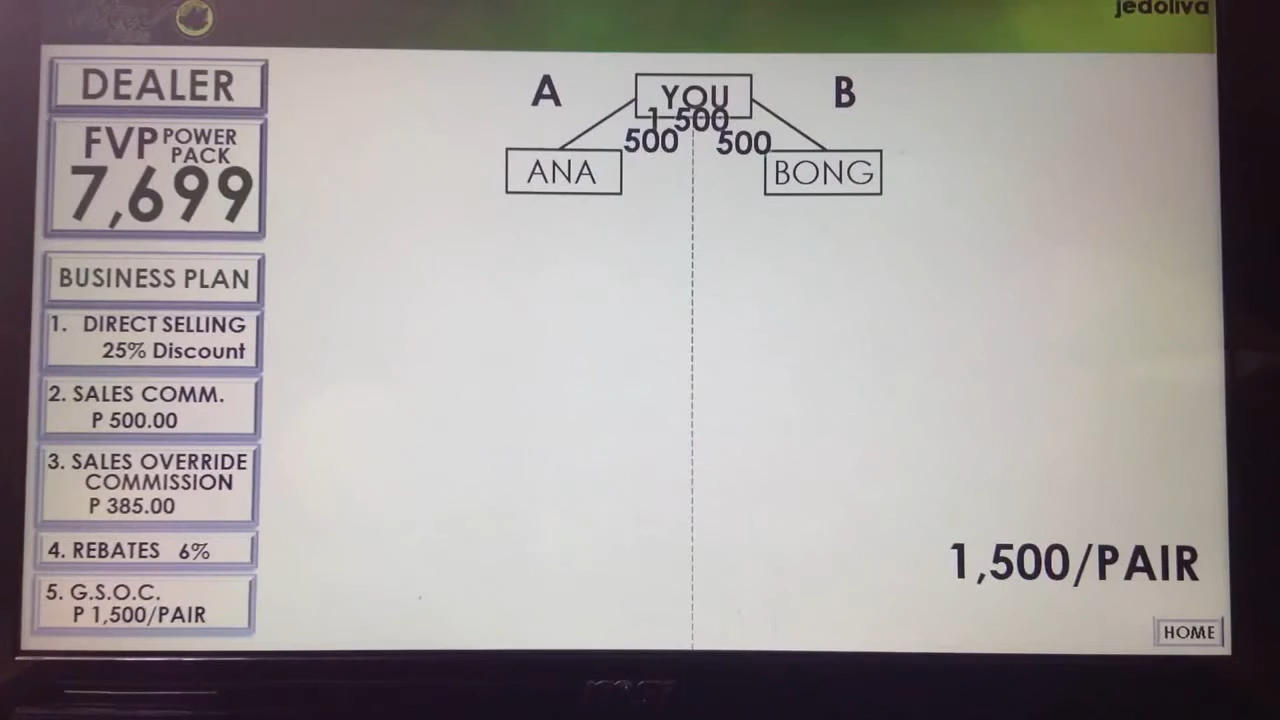 jedoliva
DEALER
FVP POWER PACK
7,699
BUSINESS PLAN
1. DIRECT SELLING
25% Discount
2. SALES COMM.
P 500.00
3. SALES OVERRIDE
COMMISSION
P 385.00
4. REBATES 6%
5. G.S.O.C.
P 1,500/PAIR
A
YOU
B
1,500
500
500
ANA
BONG
1,500/PAIR
HOME